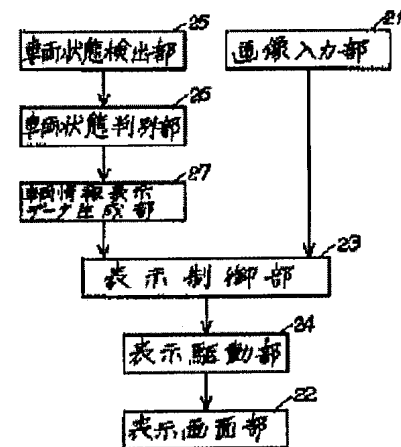 25
車両状態検出部
21
画像入力部
26
車両状態判別部
27
車両情報表示
データ生成部
23
表示制御部
24
表示駆動部
22
表示画面部